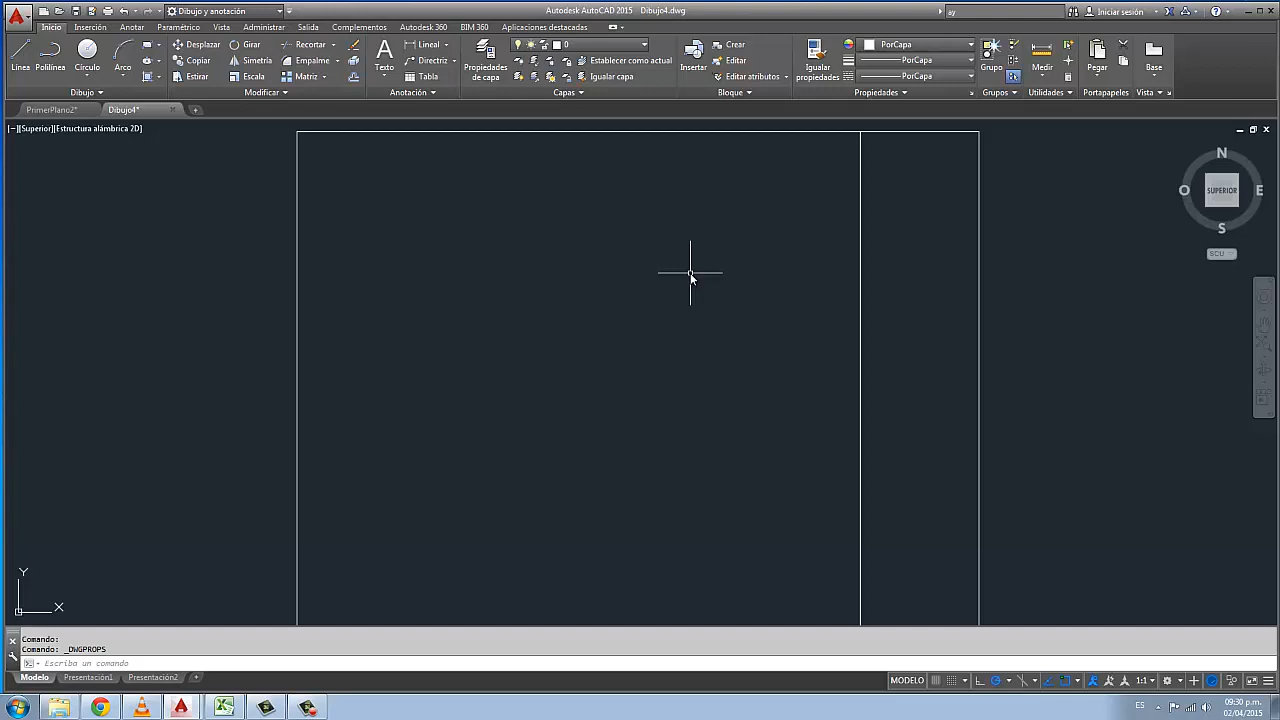 Dibujo y anotación
Autodesk AutoCAD 2015 Dibujo4.dwg
ay
Iniciar sesión
Inicio Inserción Anotar Paramétrico Vista Administrar Salida Complementos Autodesk 360 BIM 360 Aplicaciones destacadas
Línea
Polilínea
Círculo
Arco
Desplazar
Girar
Recortar
Copiar
Simetría
Empalme
Estirar
Escala
Matriz
Texto
Lineal
Directriz
Tabla
Propiedades
de capa
0
Establecer como actual
Igualar capa
Insertar
Crear
Editar
Editar atributos
Igualar
propiedades
PorCapa
PorCapa
PorCapa
Grupo
Medir
Pegar
Base
Dibujo Modificar Anotación Capas Bloque Propiedades Grupos Utilidades Portapapeles Vista
PrimerPlano2* Dibujo4*
[−][Superior][Estructura alámbrica 2D]
N
O SUPERIOR E
S
SCU
Y
X
Comando:
Comando: _DWGPROPS
Escriba un comando
Modelo Presentación1 Presentación2
MODELO
1:1
ES
09:30 p.m.
02/04/2015